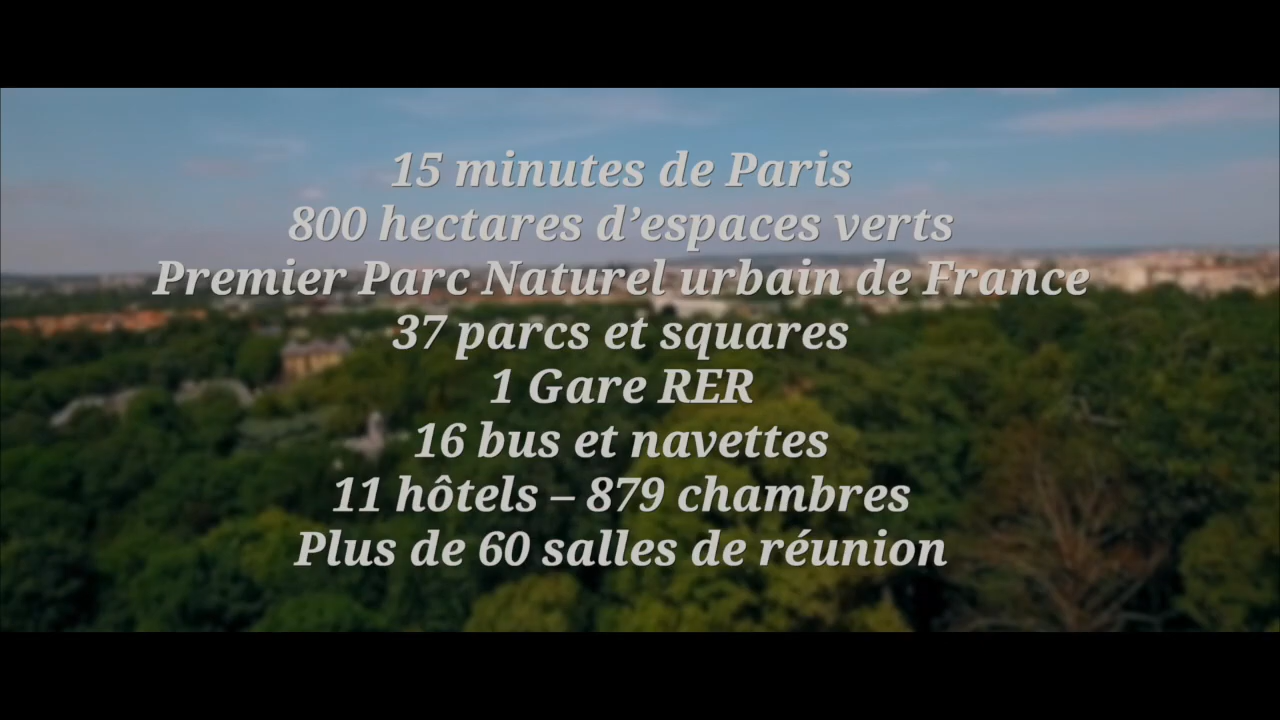 15 minutes de Paris
800 hectares d’espaces verts
Premier Parc Naturel urbain de France
37 parcs et squares
1 Gare RER
16 bus et navettes
11 hôtels – 879 chambres
Plus de 60 salles de réunion